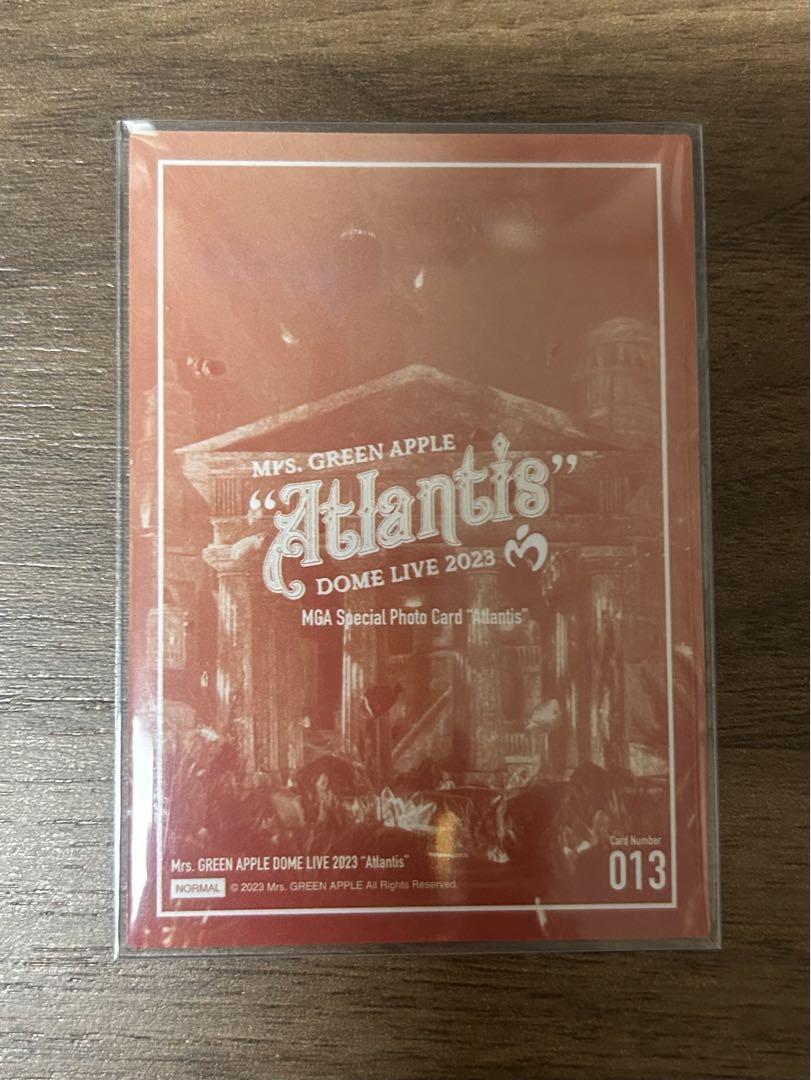 Mrs. GREEN APPLE
“Atlantis”
DOME LIVE 2023
MGA Special Photo Card “Atlantis”
Card Number
013
Mrs. GREEN APPLE DOME LIVE 2023 “Atlantis”
NORMAL © 2023 Mrs. GREEN APPLE All Rights Reserved.